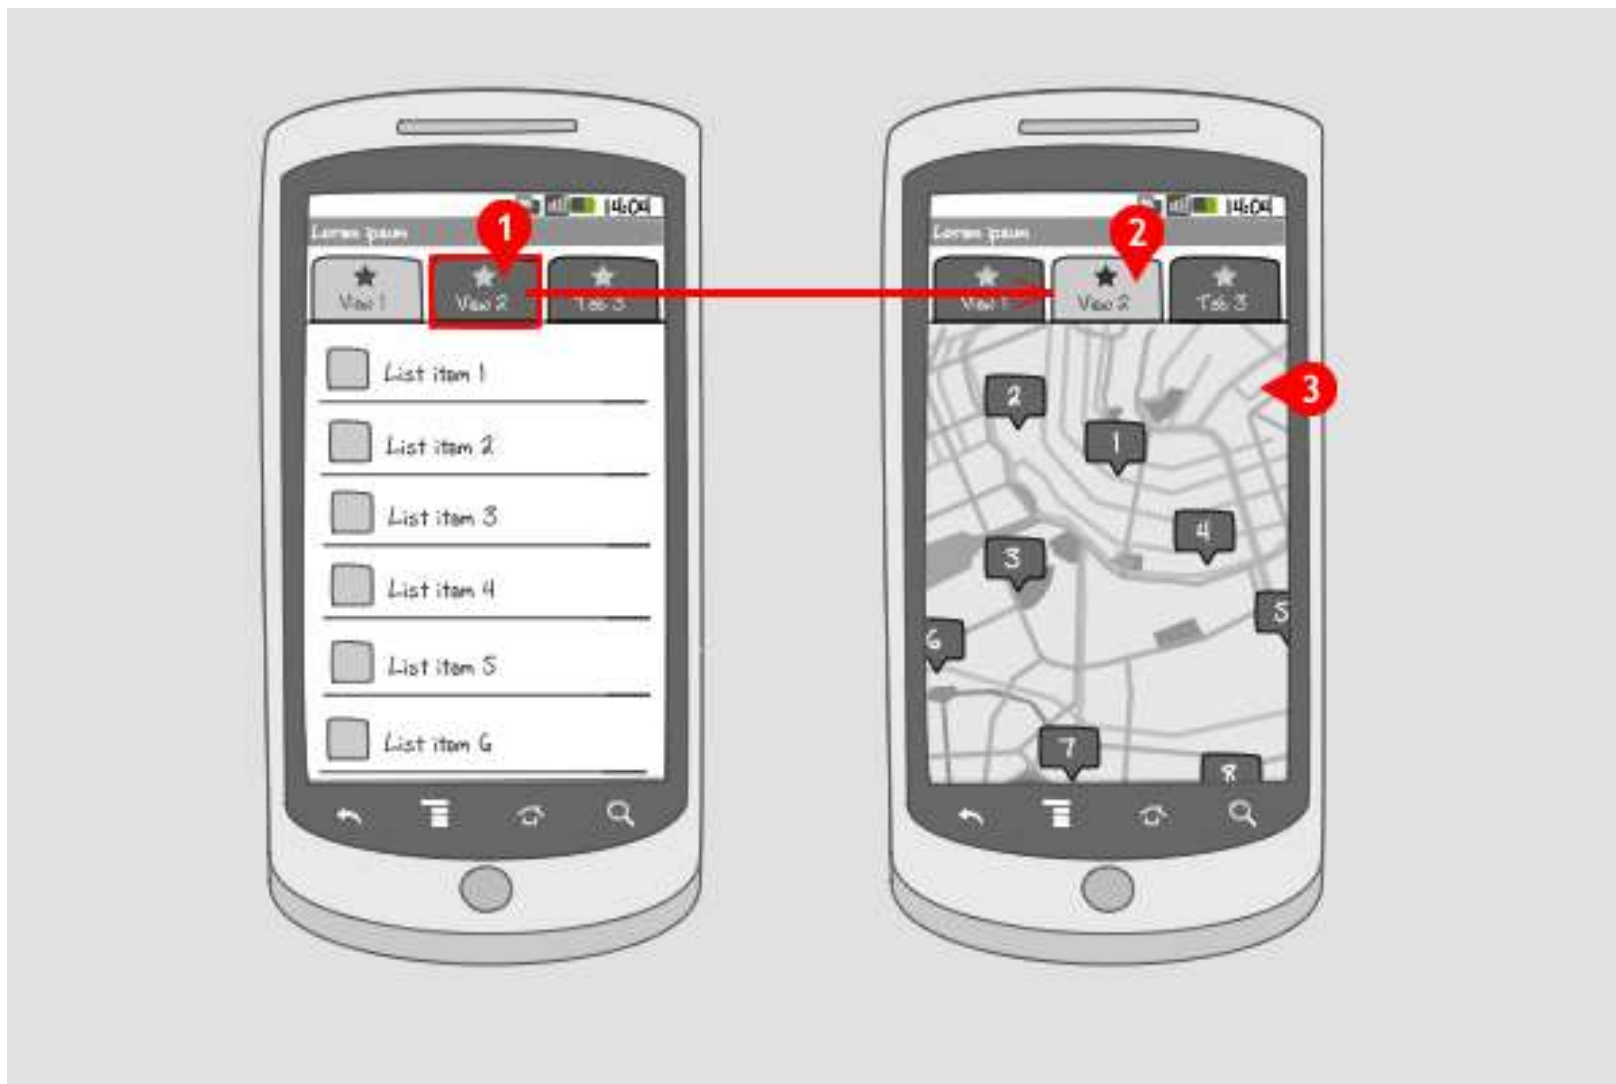 14:04
Lorem ipsum
1
View 1
View 2
Tab 3
List item 1
List item 2
List item 3
List item 4
List item 5
List item 6
14:04
Lorem ipsum
2
View 1
View 2
Tab 3
3
2
1
4
3
5
6
7
8